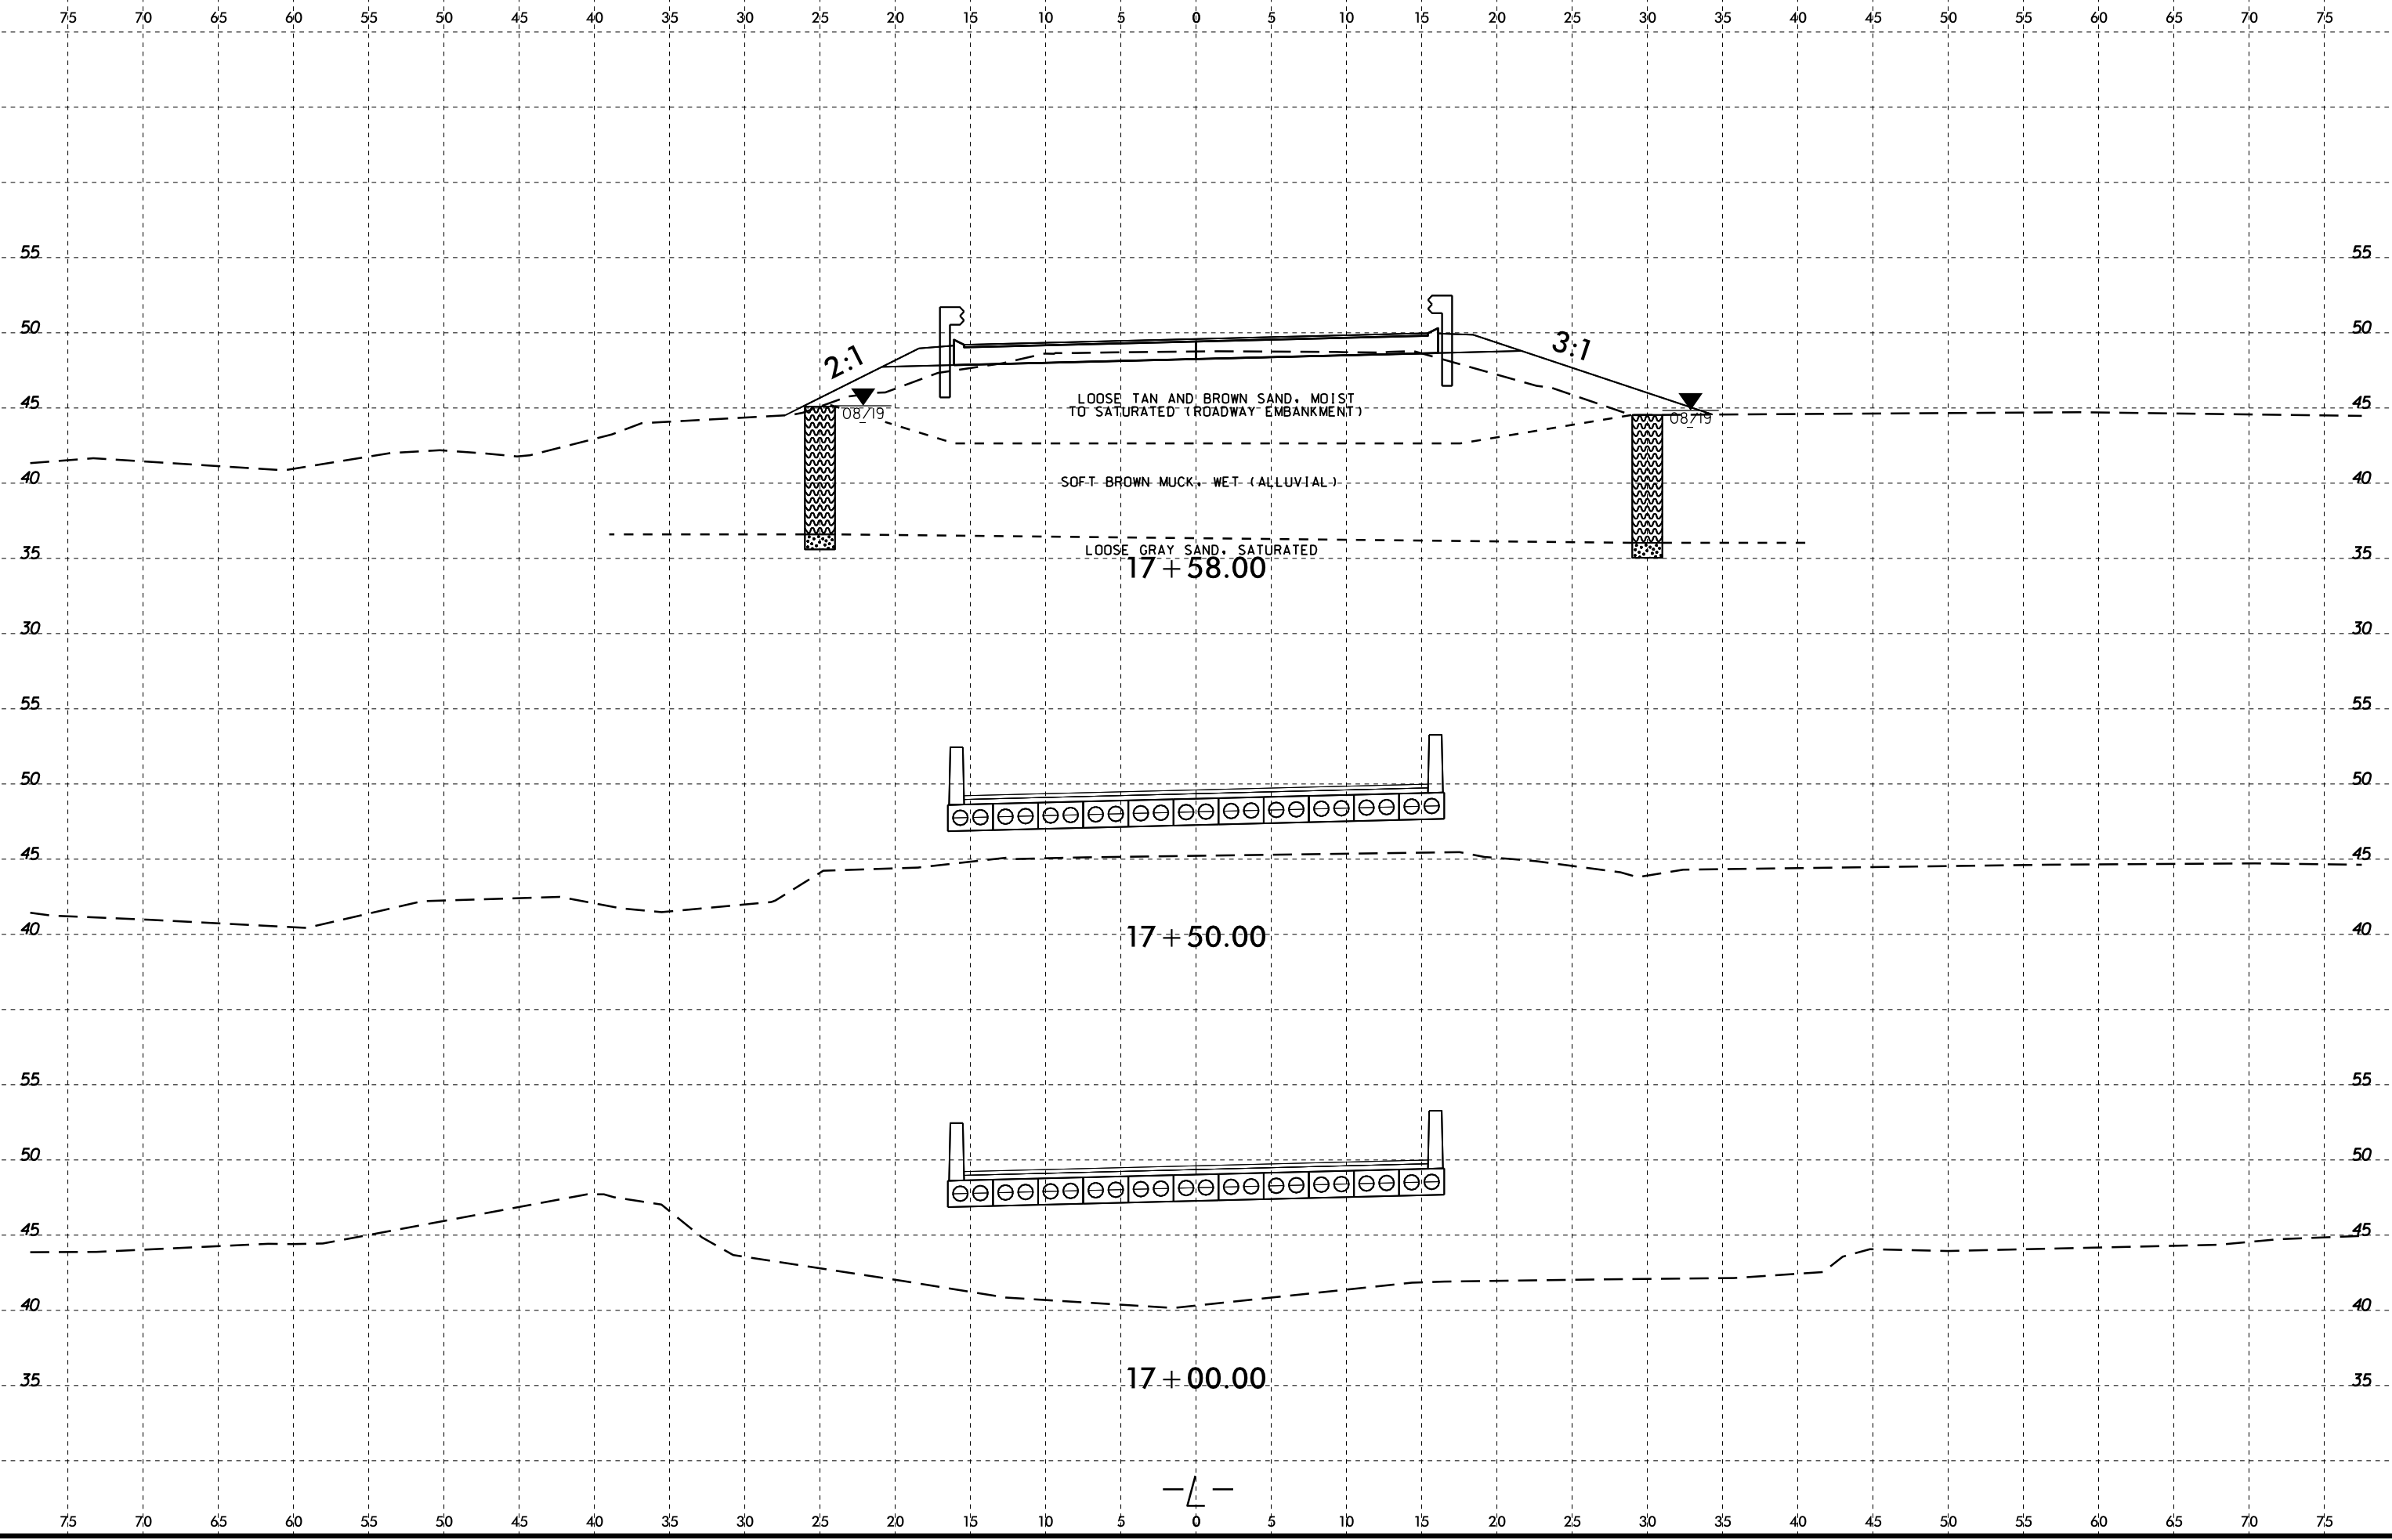 75 70 65 60 55 50 45 40 35 30 25 20 15 10 5 0 5 10 15 20 25 30 35 40 45 50 55 60 65 70 75
55 55
50 50
2:1 3:1
45 45
LOOSE TAN AND BROWN SAND, MOIST
TO SATURATED (ROADWAY EMBANKMENT)
08/19 08/19
40 40
SOFT BROWN MUCK, WET (ALLUVIAL)
35 35
LOOSE GRAY SAND, SATURATED
17+58.00
30 30
55 55
50 50
45 45
40 40
17+50.00
55 55
50 50
45 45
40 40
35 35
17+00.00
-L-
75 70 65 60 55 50 45 40 35 30 25 20 15 10 5 0 5 10 15 20 25 30 35 40 45 50 55 60 65 70 75